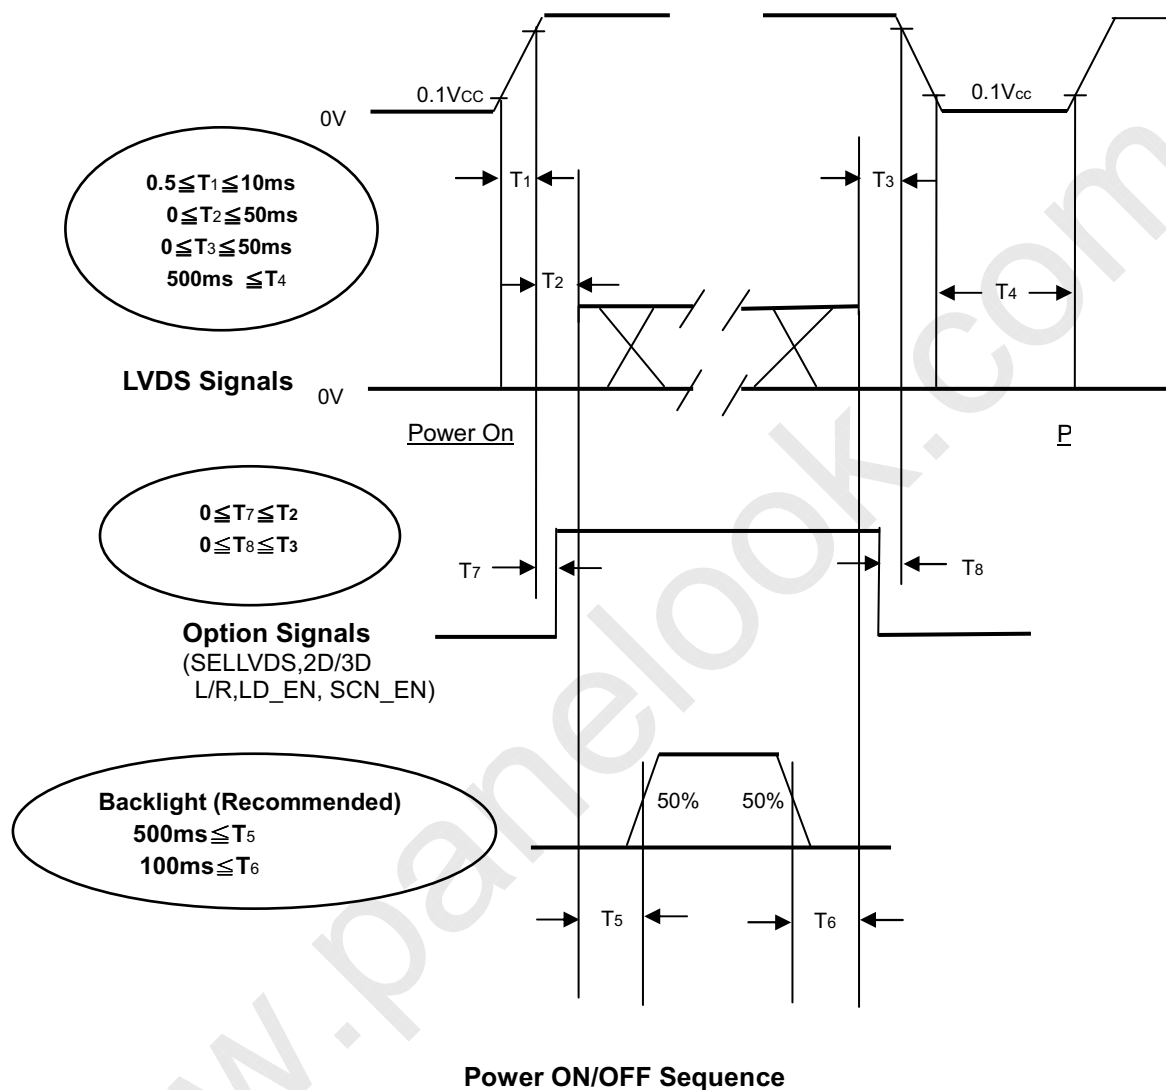 0.1Vcc
0.1Vcc
0V
0.5≦T1≦10ms
0≦T2≦50ms
0≦T3≦50ms
500ms ≦T4
T1
T3
T2
T4
LVDS Signals
0V
Power On
P
0≦T7≦T2
0≦T8≦T3
T7
T8
Option Signals
(SELLVDS,2D/3D
L/R,LD_EN, SCN_EN)
Backlight (Recommended)
500ms≦T5
100ms≦T6
50%
50%
T5
T6
Power ON/OFF Sequence
w.panelook.com